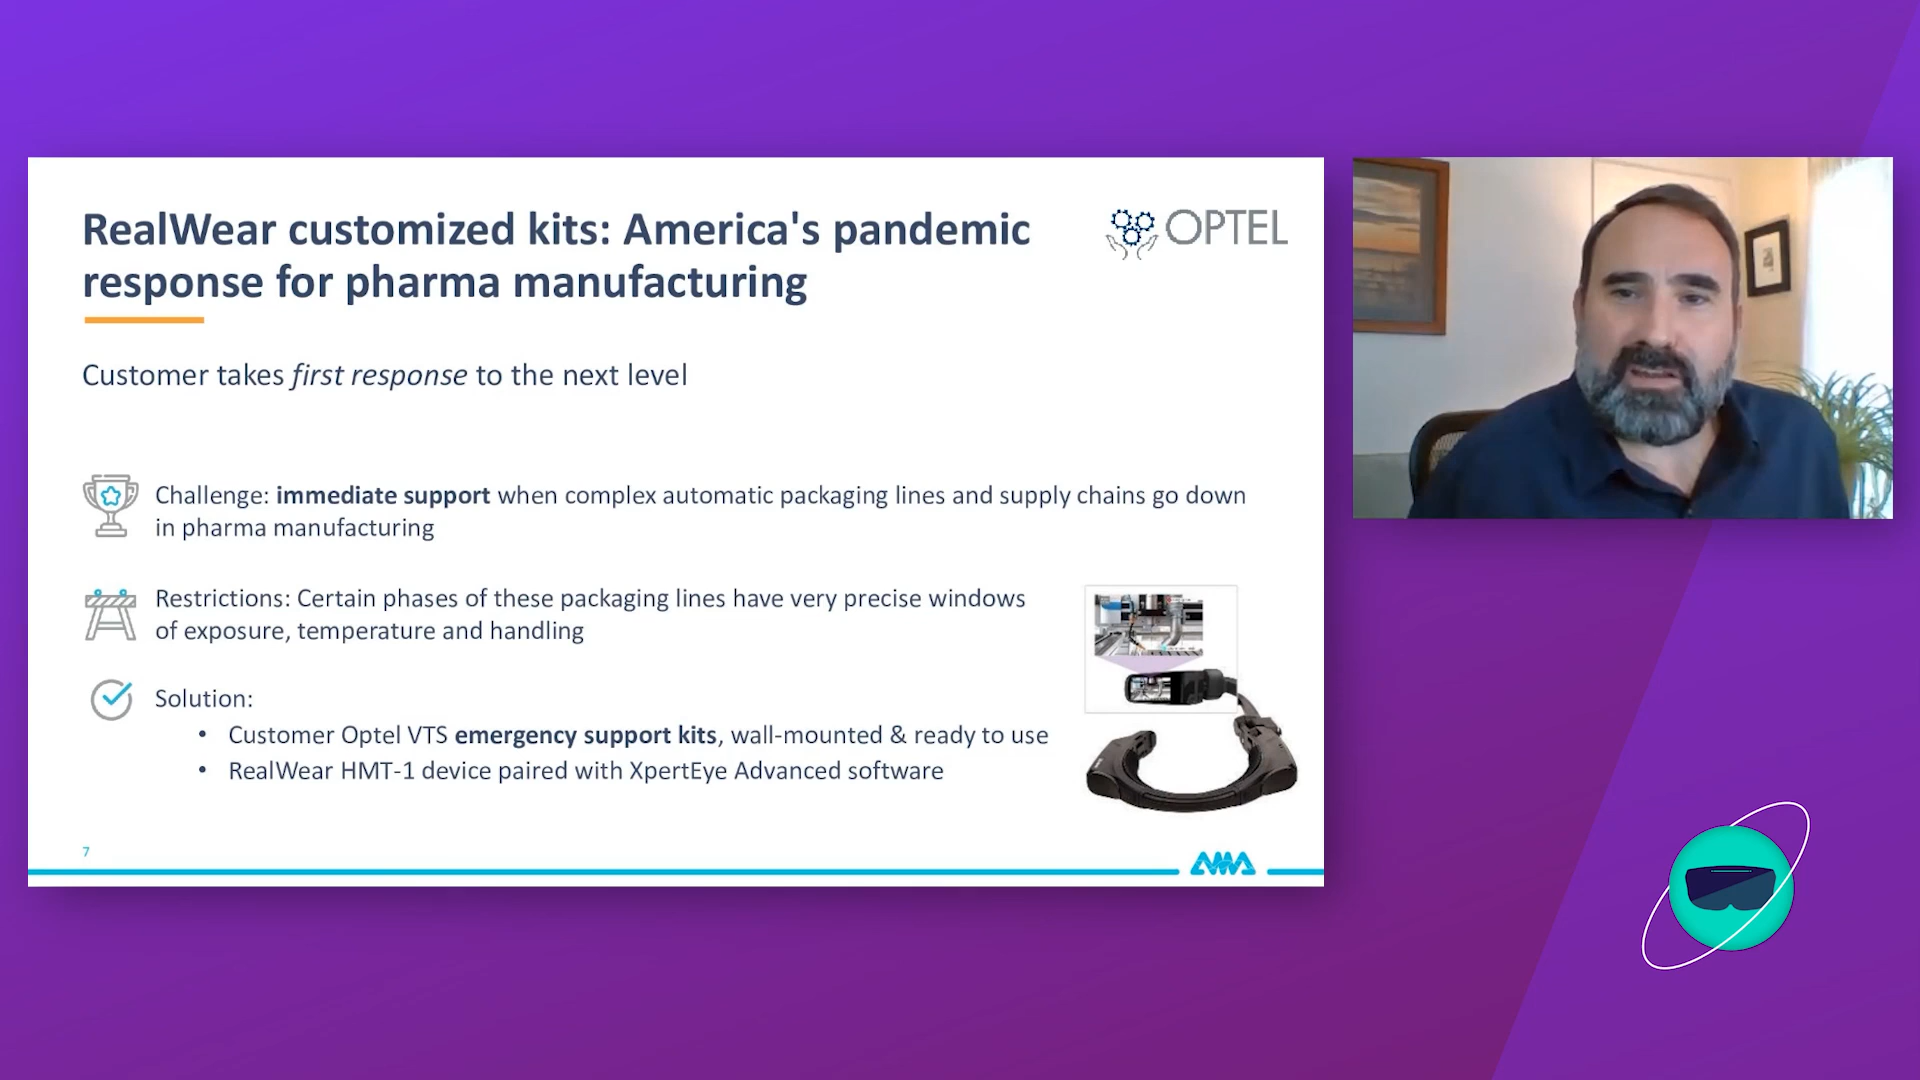 RealWear customized kits: America's pandemic
response for pharma manufacturing
OPTEL
Customer takes first response to the next level
Challenge: immediate support when complex automatic packaging lines and supply chains go down
in pharma manufacturing
Restrictions: Certain phases of these packaging lines have very precise windows
of exposure, temperature and handling
Solution:
• Customer Optel VTS emergency support kits, wall-mounted & ready to use
• RealWear HMT-1 device paired with XpertEye Advanced software
7
AMA